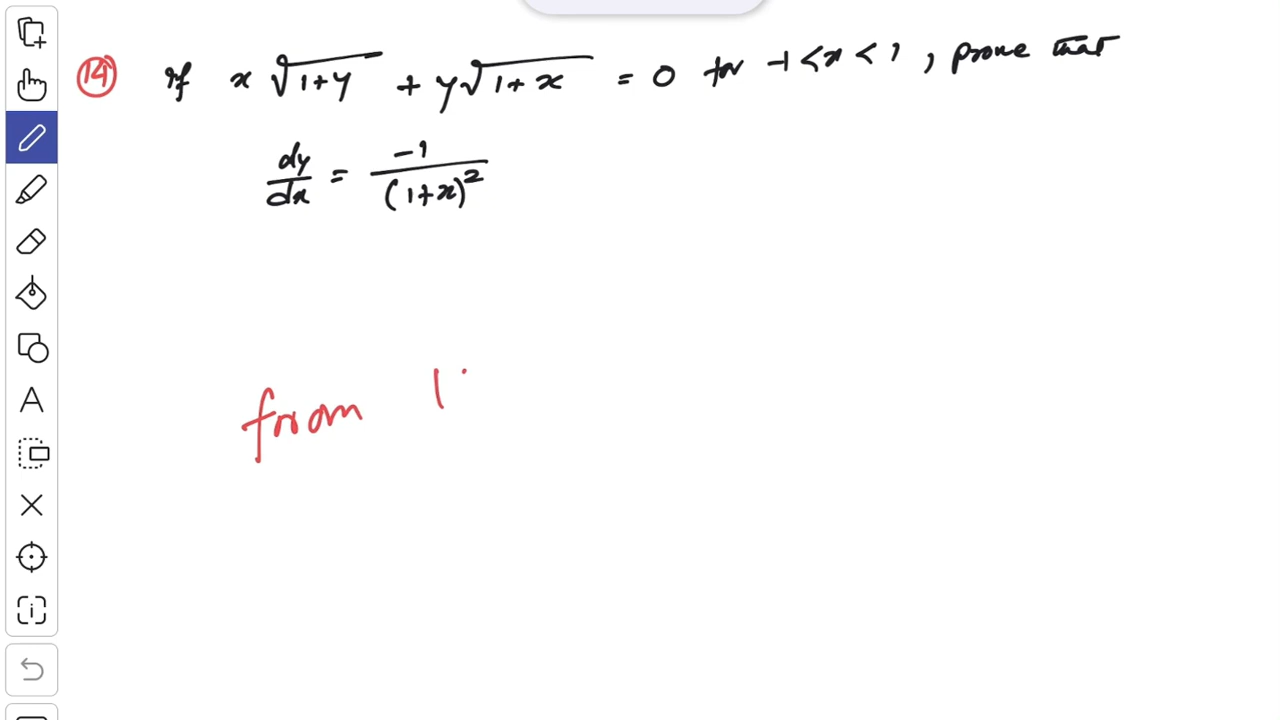 (14) If x √(1+y) + y√(1+x) = 0 for -1<x<1, prove that
dy/dx = -1/(1+x)²
from